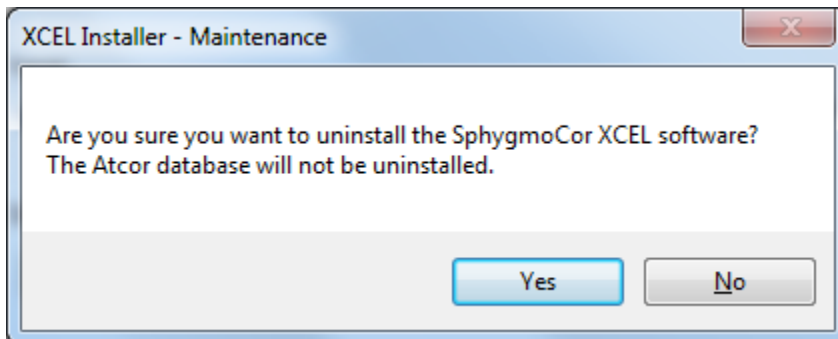 XCEL Installer - Maintenance
Are you sure you want to uninstall the SphygmoCor XCEL software?
The Atcor database will not be uninstalled.
Yes
No